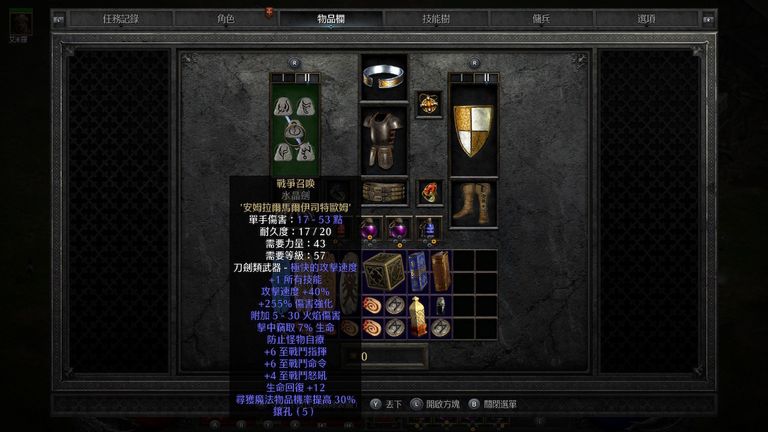 任務記錄 角色 物品欄 技能樹 傭兵 選項
R R
戰爭召喚
水晶劍
'安姆拉爾馬爾伊司特歐姆'
單手傷害：17 - 53 點
耐久度：17 / 20
需要力量：43
需要等級：57
刀劍類武器 - 極快的攻擊速度
+1 所有技能
攻擊速度 +40%
+255% 傷害強化
附加 5 - 30 火焰傷害
擊中竊取 7% 生命
防止怪物自療
+6 至戰鬥指揮
+6 至戰鬥命令
+4 至戰鬥怒吼
生命回復 +12
尋獲魔法物品機率提高 30%
鑲孔 ( 5 )
0
Y 丟下 L 開啟方塊 B 關閉選單